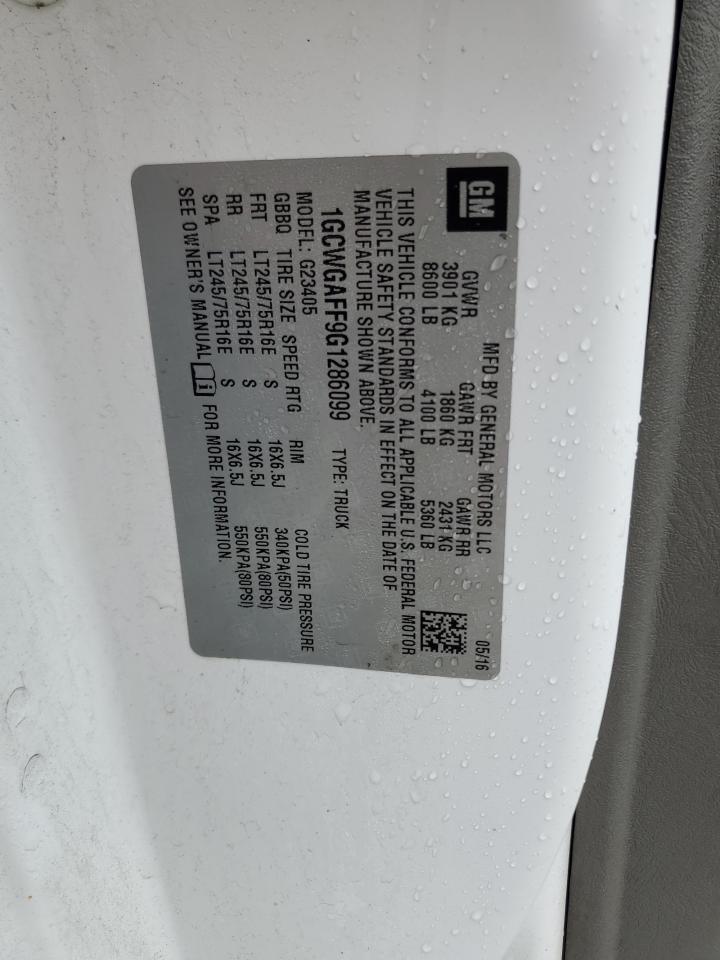 GM
MFD BY GENERAL MOTORS LLC 05/16
GVWR GAWR FRT GAWR RR
3901 KG 1860 KG 2431 KG
8600 LB 4100 LB 5360 LB
THIS VEHICLE CONFORMS TO ALL APPLICABLE U.S. FEDERAL MOTOR
VEHICLE SAFETY STANDARDS IN EFFECT ON THE DATE OF
MANUFACTURE SHOWN ABOVE.
1GCWGAFF9G1286099 TYPE: TRUCK
MODEL: G23405
GBBQ TIRE SIZE SPEED RTG RIM COLD TIRE PRESSURE
FRT LT245/75R16E S 16X6.5J 340KPA(50PSI)
RR LT245/75R16E S 16X6.5J 550KPA(80PSI)
SPA LT245/75R16E S 16X6.5J 550KPA(80PSI)
SEE OWNER'S MANUAL FOR MORE INFORMATION.